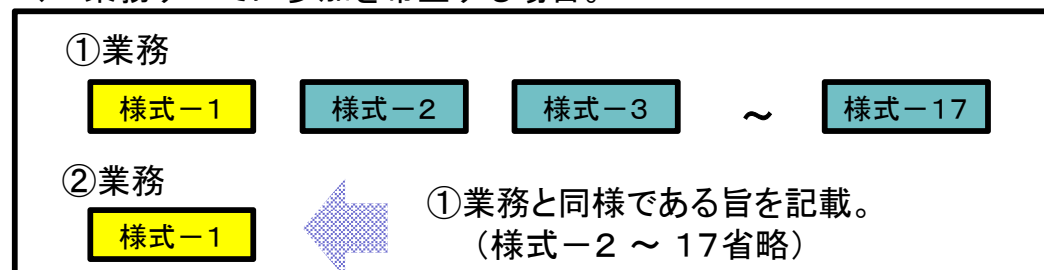 ①業務
様式－1 様式－2 様式－3 ～ 様式－17
②業務
様式－1
①業務と同様である旨を記載。
（様式－2 ～ 17省略）